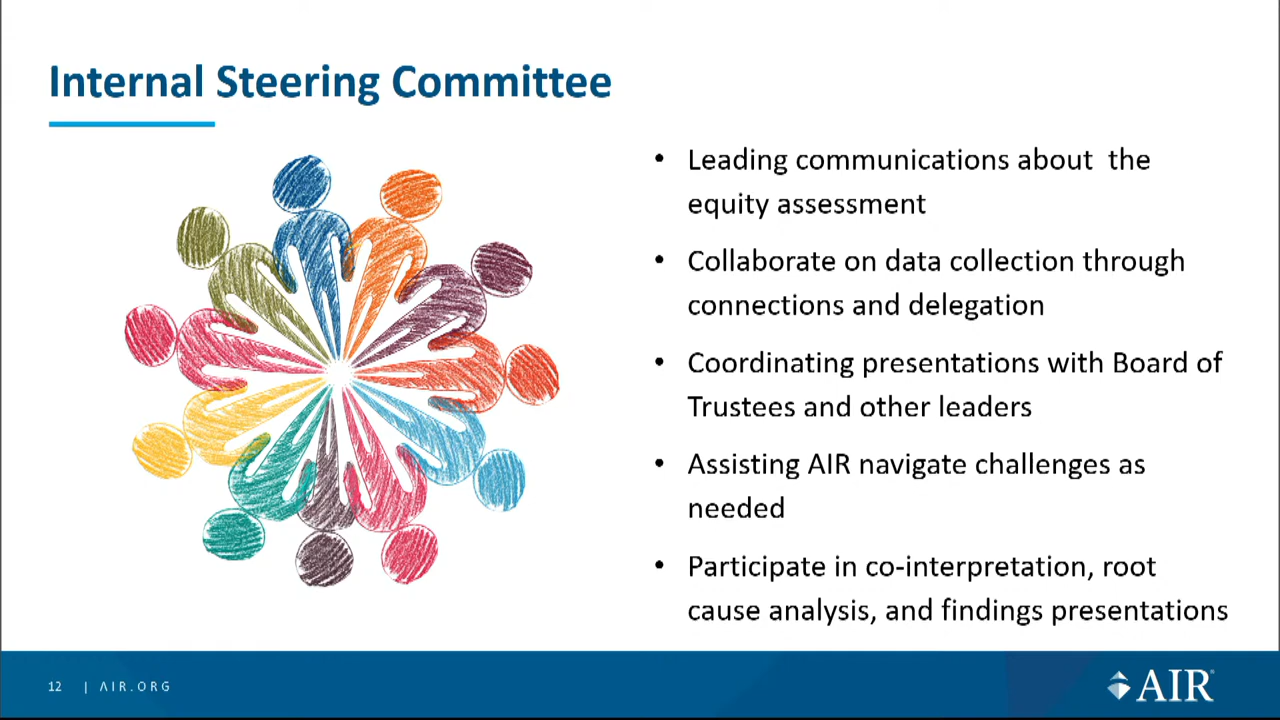 Internal Steering Committee
• Leading communications about  the
equity assessment
• Collaborate on data collection through
connections and delegation
• Coordinating presentations with Board of
Trustees and other leaders
• Assisting AIR navigate challenges as
needed
• Participate in co-interpretation, root
cause analysis, and findings presentations
12 | AIR.ORG
AIR